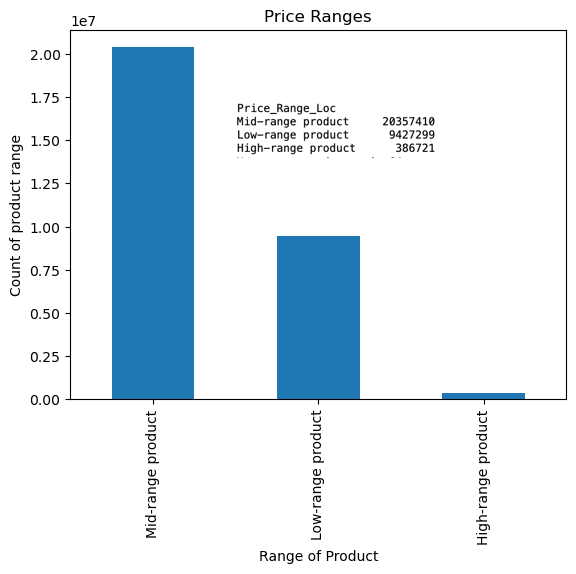 Price Ranges
1e7
2.00
1.75
1.50
1.25
1.00
0.75
0.50
0.25
0.00
Count of product range
Price_Range_Loc
Mid-range product 20357410
Low-range product 9427299
High-range product 386721
Mid-range product
Low-range product
High-range product
Range of Product